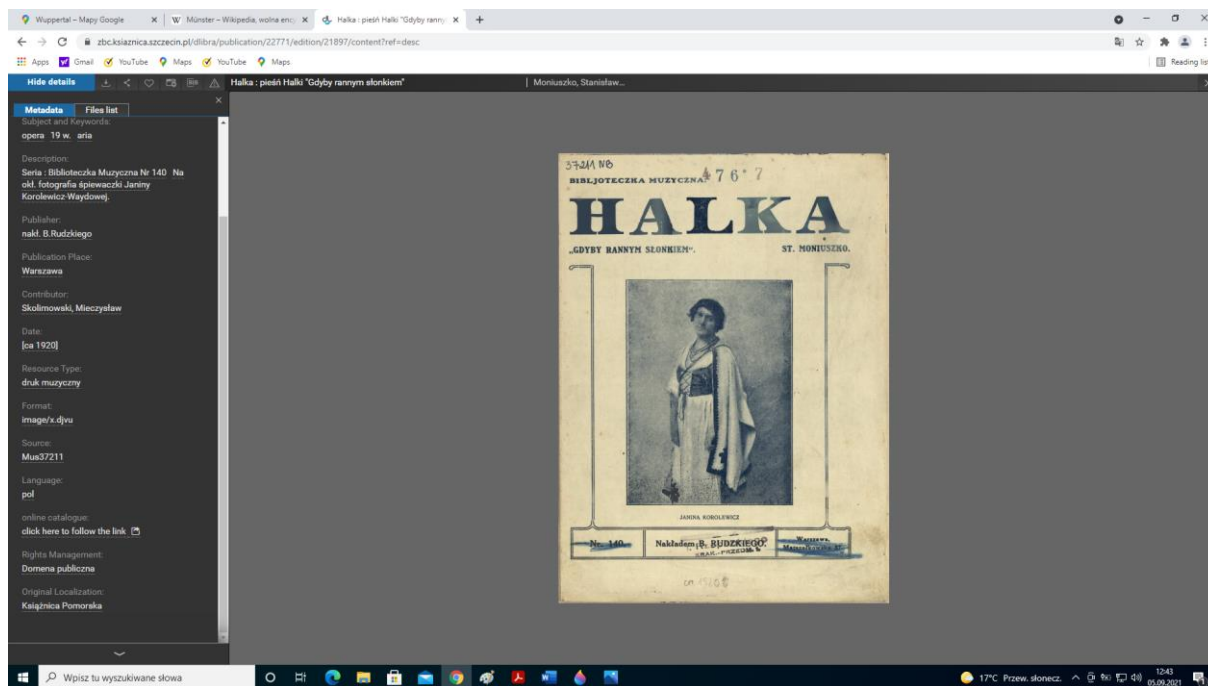 Wuppertal – Mapy Google
Münster – Wikipedia, wolna ency
Halka : pieśń Halki "Gdyby ranny
zbc.ksiaznica.szczecin.pl/dlibra/publication/22771/edition/21897/content?ref=desc
Apps Gmail YouTube Maps YouTube Maps
Reading list
Hide details
Halka : pieśń Halki "Gdyby rannym słonkiem"
Moniuszko, Stanisław...
Metadata Files list
Subject and Keywords:
opera 19 w. aria
Description:
Seria : Biblioteczka Muzyczna Nr 140 Na
okł. fotografia śpiewaczki Janiny
Korolewicz-Waydowej.
Publisher:
nakł. B.Rudzkiego
Publication Place:
Warszawa
Contributor:
Skolimowski, Mieczysław
Date:
[ca 1920]
Resource Type:
druk muzyczny
Format:
image/x.djvu
Source:
Mus37211
Language:
pol
online catalogue:
click here to follow the link
Rights Management:
Domena publiczna
Original Localization:
Książnica Pomorska
37211 NB
BIBLJOTECZKA MUZYCZNA.
HALKA
„GDYBY RANNYM SŁONKIEM". ST. MONIUSZKO.
JANINA KOROLEWICZ
Nr. 140. Nakładem B. RUDZKIEGO. Warszawa,
Wpisz tu wyszukiwane słowa
17°C Przew. słonecz.
12:43
05.09.2021